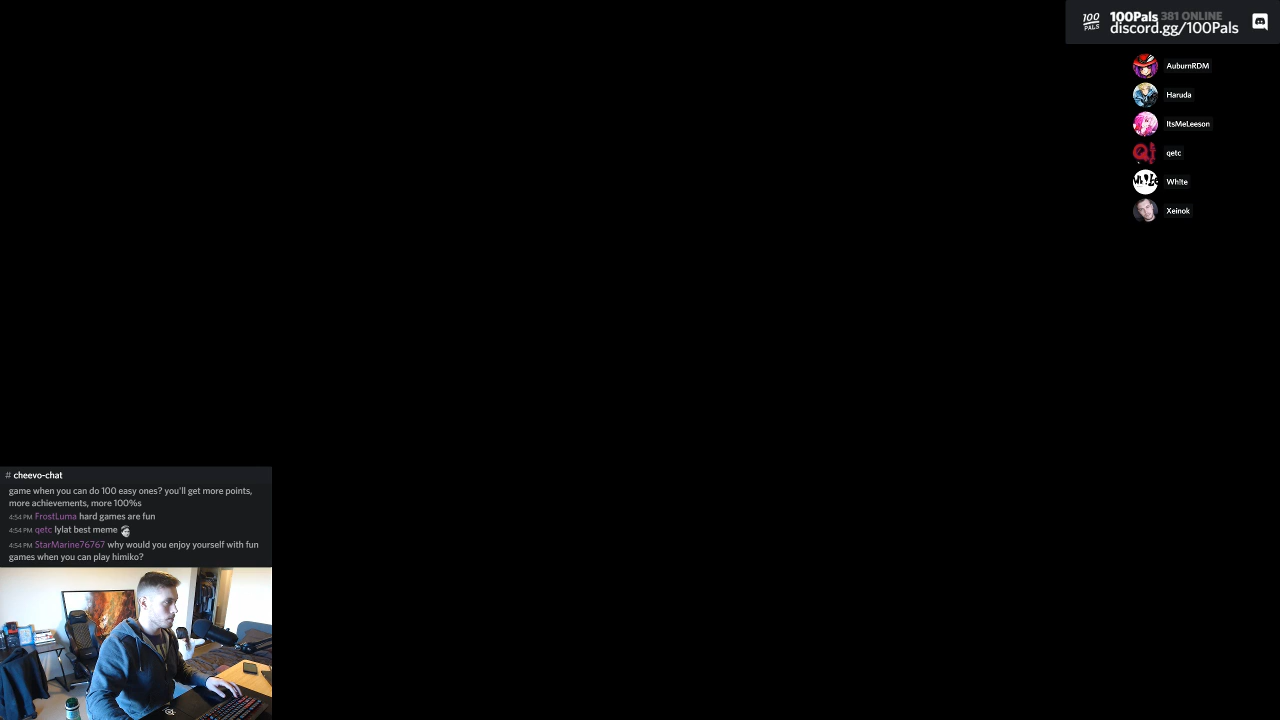 100
PALS
100Pals 381 ONLINE
discord.gg/100Pals
AuburnRDM
Haruda
ItsMeLeeson
qetc
White
Xeinok
# cheevo-chat
game when you can do 100 easy ones? you'll get more points,
more achievements, more 100%s
4:54 PM FrostLuma hard games are fun
4:54 PM qetc lylat best meme
4:54 PM StarMarine76767 why would you enjoy yourself with fun
games when you can play himiko?